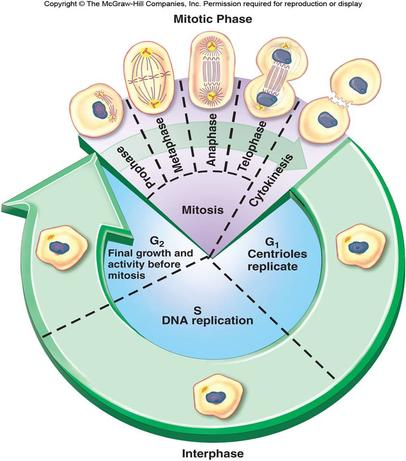 Copyright © The McGraw-Hill Companies, Inc. Permission required for reproduction or display
Mitotic Phase
Prophase
Metaphase
Anaphase
Telophase
Cytokinesis
Mitosis
G2
Final growth and
activity before
mitosis
G1
Centrioles
replicate
S
DNA replication
Interphase